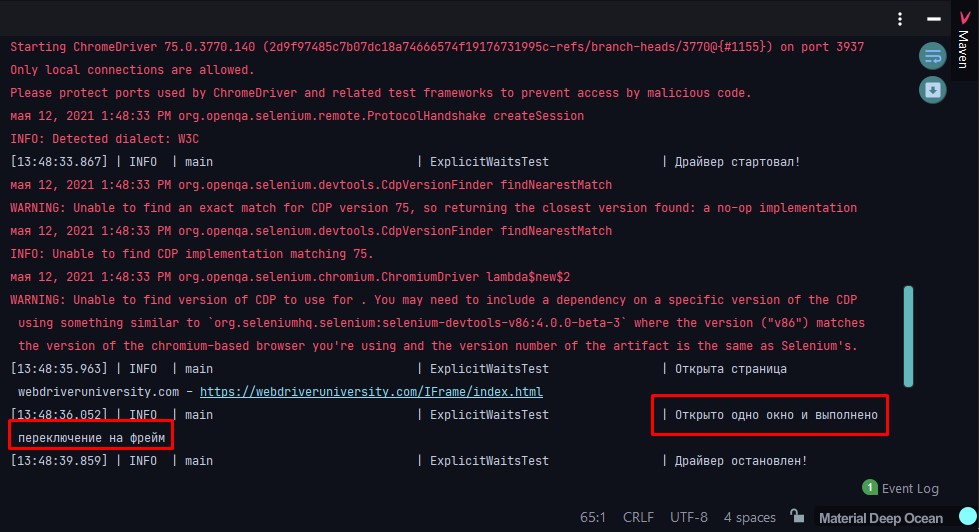 Maven
Starting ChromeDriver 75.0.3770.140 (2d9f97485c7b07dc18a74666574f19176731995c-refs/branch-heads/3770@{#1155}) on port 3937
Only local connections are allowed.
Please protect ports used by ChromeDriver and related test frameworks to prevent access by malicious code.
мая 12, 2021 1:48:33 PM org.openqa.selenium.remote.ProtocolHandshake createSession
INFO: Detected dialect: W3C
[13:48:33.867] | INFO | main | ExplicitWaitsTest | Драйвер стартовал!
мая 12, 2021 1:48:33 PM org.openqa.selenium.devtools.CdpVersionFinder findNearestMatch
WARNING: Unable to find an exact match for CDP version 75, so returning the closest version found: a no-op implementation
мая 12, 2021 1:48:33 PM org.openqa.selenium.devtools.CdpVersionFinder findNearestMatch
INFO: Unable to find CDP implementation matching 75.
мая 12, 2021 1:48:33 PM org.openqa.selenium.chromium.ChromiumDriver lambda$new$2
WARNING: Unable to find version of CDP to use for . You may need to include a dependency on a specific version of the CDP
using something similar to `org.seleniumhq.selenium:selenium-devtools-v86:4.0.0-beta-3` where the version ("v86") matches
the version of the chromium-based browser you're using and the version number of the artifact is the same as Selenium's.
[13:48:35.963] | INFO | main | ExplicitWaitsTest | Открыта страница
webdriveruniversity.com - https://webdriveruniversity.com/IFrame/index.html
[13:48:36.052] | INFO | main | ExplicitWaitsTest | Открыто одно окно и выполнено
переключение на фрейм
[13:48:39.859] | INFO | main | ExplicitWaitsTest | Драйвер остановлен!
1 Event Log
65:1 CRLF UTF-8 4 spaces Material Deep Ocean